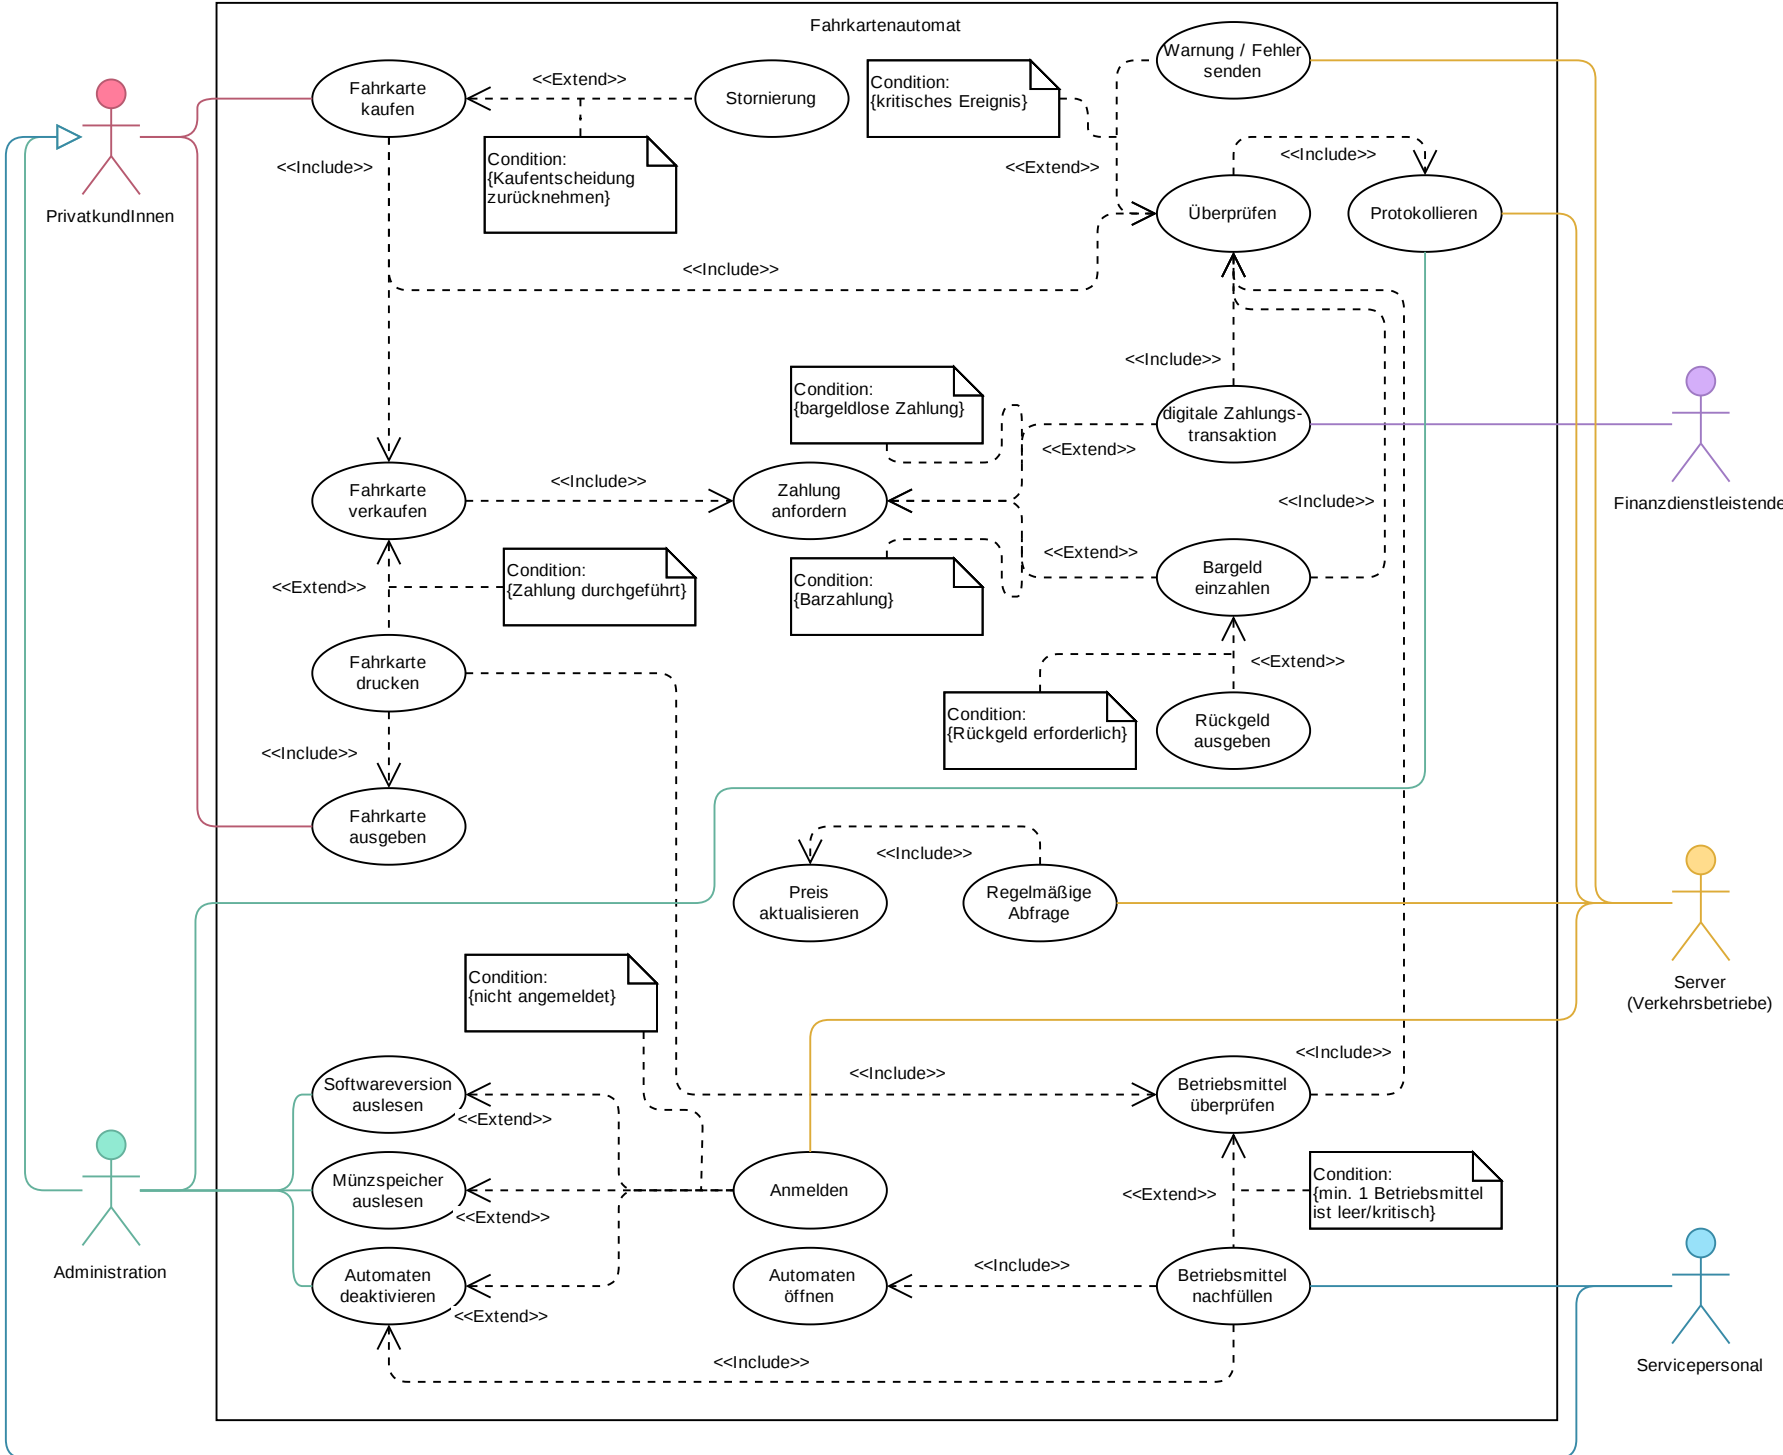 Fahrkartenautomat
Warnung / Fehler
senden
Fahrkarte
kaufen
<<Extend>>
Stornierung
Condition:
{kritisches Ereignis}
PrivatkundInnen
<<Include>>
Condition:
{Kaufentscheidung
zurücknehmen}
<<Extend>>
<<Include>>
Überprüfen
Protokollieren
<<Include>>
<<Include>>
Condition:
{bargeldlose Zahlung}
digitale Zahlungs-
transaktion
<<Extend>>
Finanzdienstleistende
Fahrkarte
verkaufen
<<Include>>
Zahlung
anfordern
<<Include>>
<<Extend>>
Condition:
{Zahlung durchgeführt}
Condition:
{Barzahlung}
<<Extend>>
Bargeld
einzahlen
Fahrkarte
drucken
<<Extend>>
Condition:
{Rückgeld erforderlich}
Rückgeld
ausgeben
<<Include>>
Fahrkarte
ausgeben
<<Include>>
Preis
aktualisieren
Regelmäßige
Abfrage
Server
(Verkehrsbetriebe)
Condition:
{nicht angemeldet}
Softwareversion
auslesen
<<Extend>>
<<Include>>
<<Include>>
Betriebsmittel
überprüfen
Münzspeicher
auslesen
<<Extend>>
Anmelden
<<Extend>>
Condition:
{min. 1 Betriebsmittel
ist leer/kritisch}
Administration
Automaten
deaktivieren
<<Extend>>
Automaten
öffnen
<<Include>>
Betriebsmittel
nachfüllen
<<Include>>
Servicepersonal